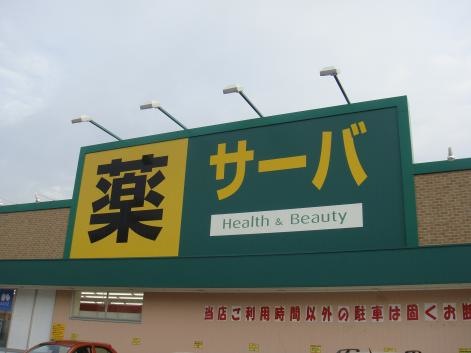 薬
サーバ
Health & Beauty
当店ご利用時間以外の駐車は固くお断